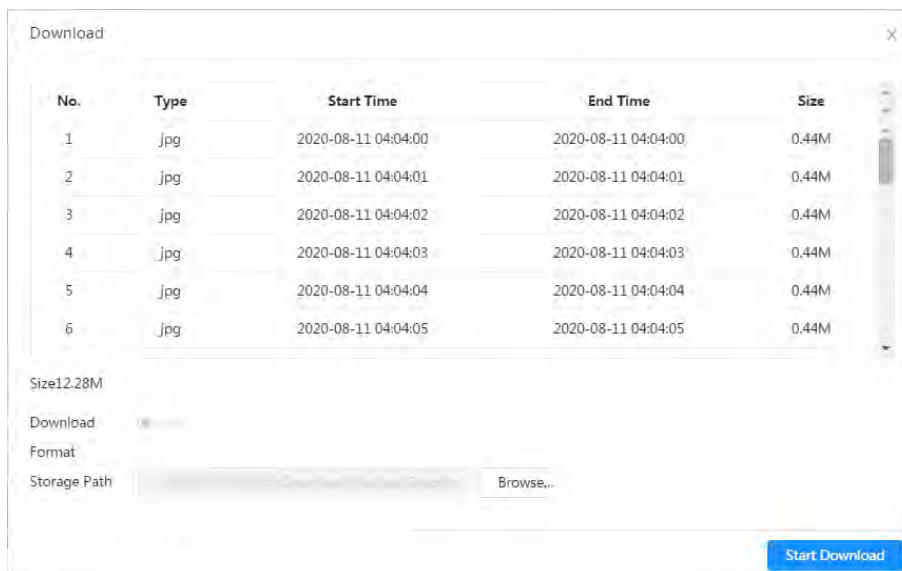 Download
No. Type Start Time End Time Size
1 jpg 2020-08-11 04:04:00 2020-08-11 04:04:00 0.44M
2 jpg 2020-08-11 04:04:01 2020-08-11 04:04:01 0.44M
3 jpg 2020-08-11 04:04:02 2020-08-11 04:04:02 0.44M
4 jpg 2020-08-11 04:04:03 2020-08-11 04:04:03 0.44M
5 jpg 2020-08-11 04:04:04 2020-08-11 04:04:04 0.44M
6 jpg 2020-08-11 04:04:05 2020-08-11 04:04:05 0.44M
Size12.28M
Download
Format
Storage Path Browse...
Start Download